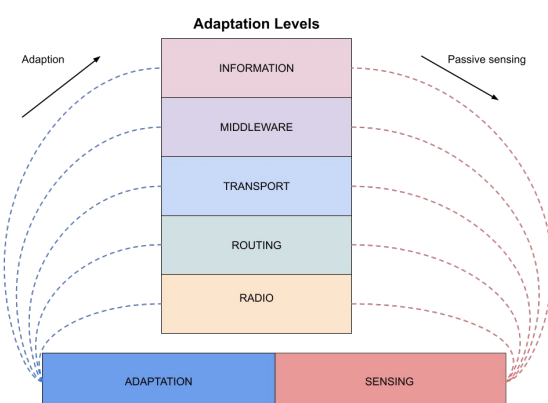 Adaptation Levels
Adaption
Passive sensing
INFORMATION
MIDDLEWARE
TRANSPORT
ROUTING
RADIO
ADAPTATION
SENSING